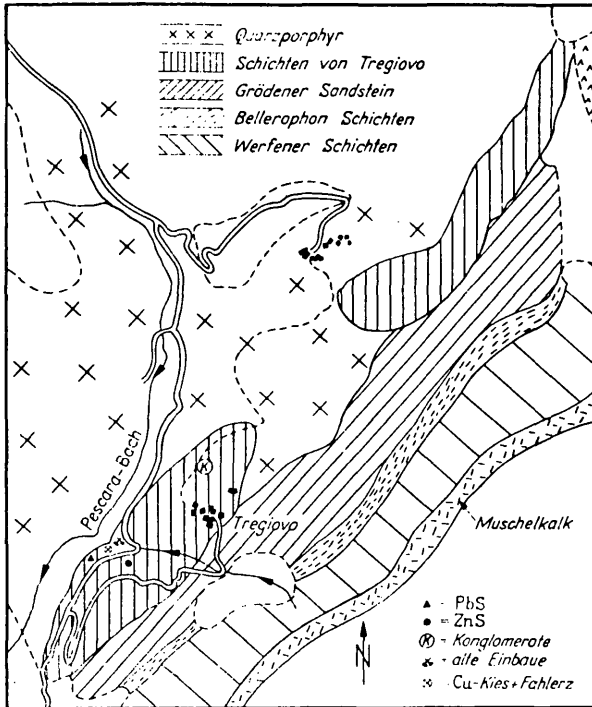 Quarzporphyr
Schichten von Tregiovo
Grödener Sandstein
Bellerophon Schichten
Werfener Schichten
Pescara-Bach
K
Tregiovo
Muschelkalk
- PbS
= ZnS
K - Konglomerate
- alte Einbaue
- Cu-Kies + Fahlerz
N